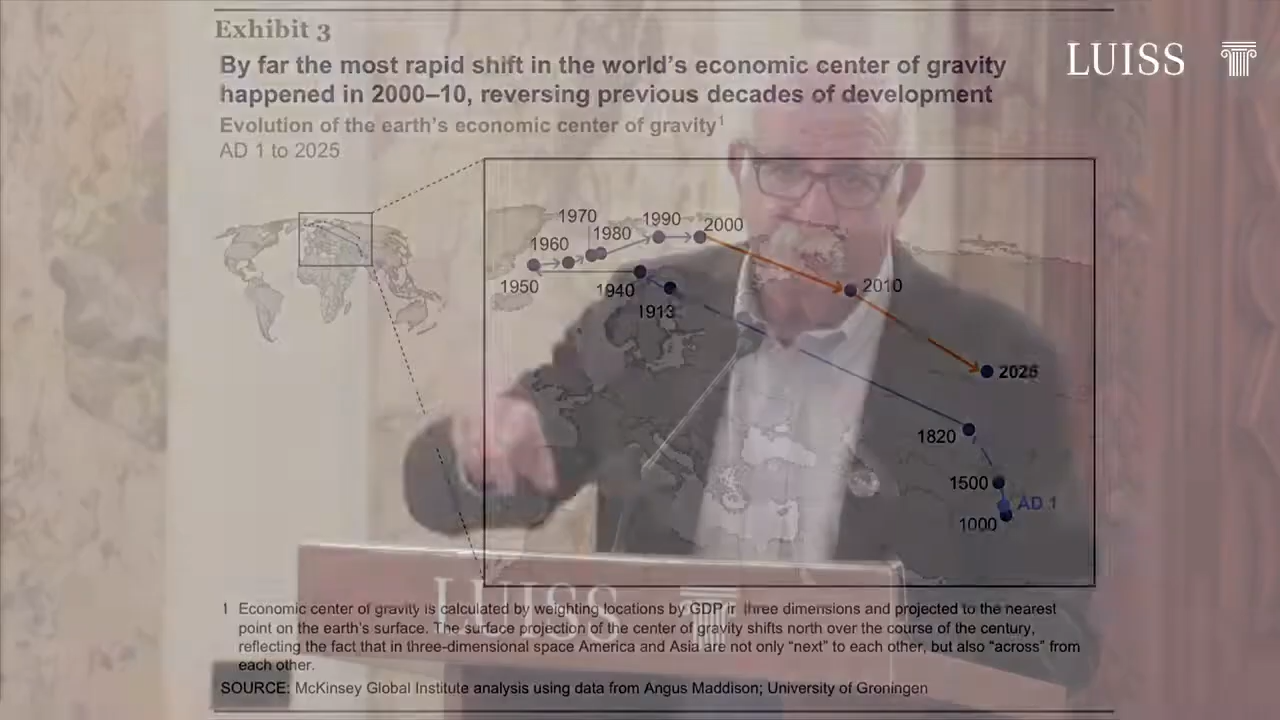 Exhibit 3
LUISS
By far the most rapid shift in the world's economic center of gravity
happened in 2000–10, reversing previous decades of development
Evolution of the earth's economic center of gravity1
AD 1 to 2025
1970
1990
2000
1960
1980
1950
1940
2010
1913
2025
1820
1500
AD 1
1000
LUISS
1 Economic center of gravity is calculated by weighting locations by GDP in three dimensions and projected to the nearest
point on the earth's surface. The surface projection of the center of gravity shifts north over the course of the century,
reflecting the fact that in three-dimensional space America and Asia are not only "next" to each other, but also "across" from
each other.
SOURCE: McKinsey Global Institute analysis using data from Angus Maddison; University of Groningen